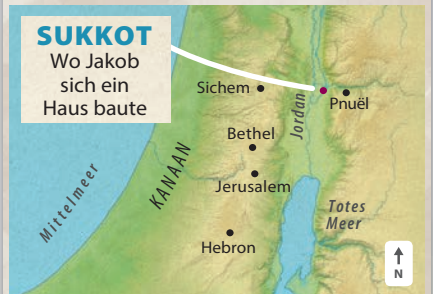 SUKKOT
Wo Jakob
sich ein
Haus baute
Sichem
Pnuël
Jordan
Bethel
KANAAN
Mittelmeer
Jerusalem
Totes
Meer
Hebron
N